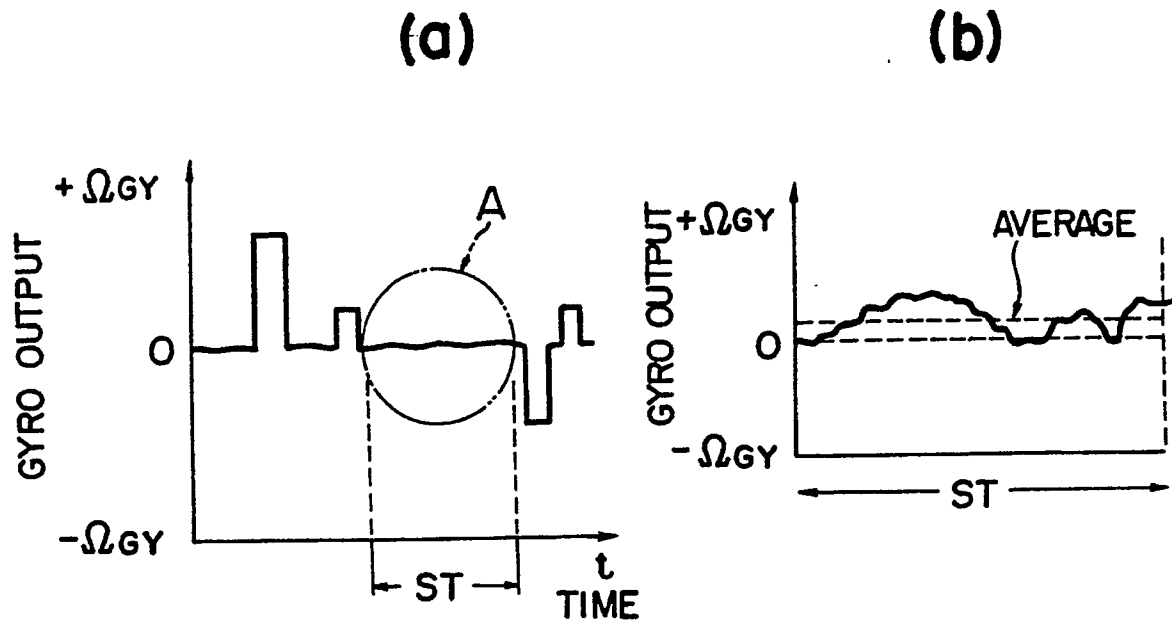 (a)
+ΩGY
A
GYRO OUTPUT
O
-ΩGY
ST
t
TIME
(b)
+ΩGY
AVERAGE
GYRO OUTPUT
O
-ΩGY
ST